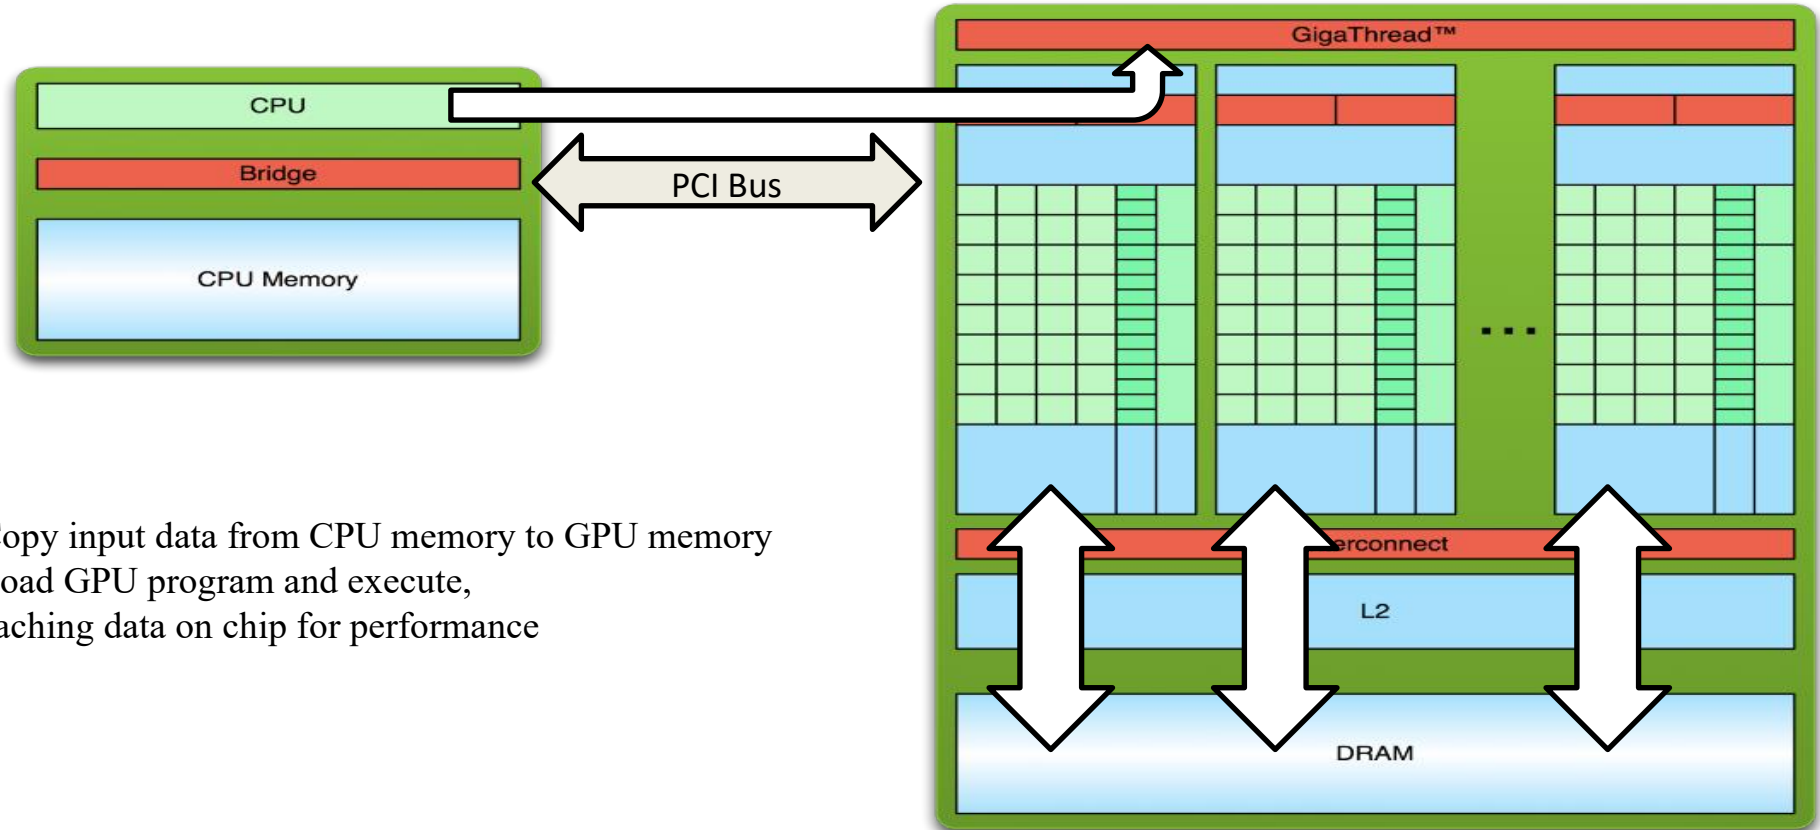 GigaThread™
CPU
Bridge
PCI Bus
CPU Memory
opy input data from CPU memory to GPU memory
oad GPU program and execute,
aching data on chip for performance
erconnect
L2
DRAM